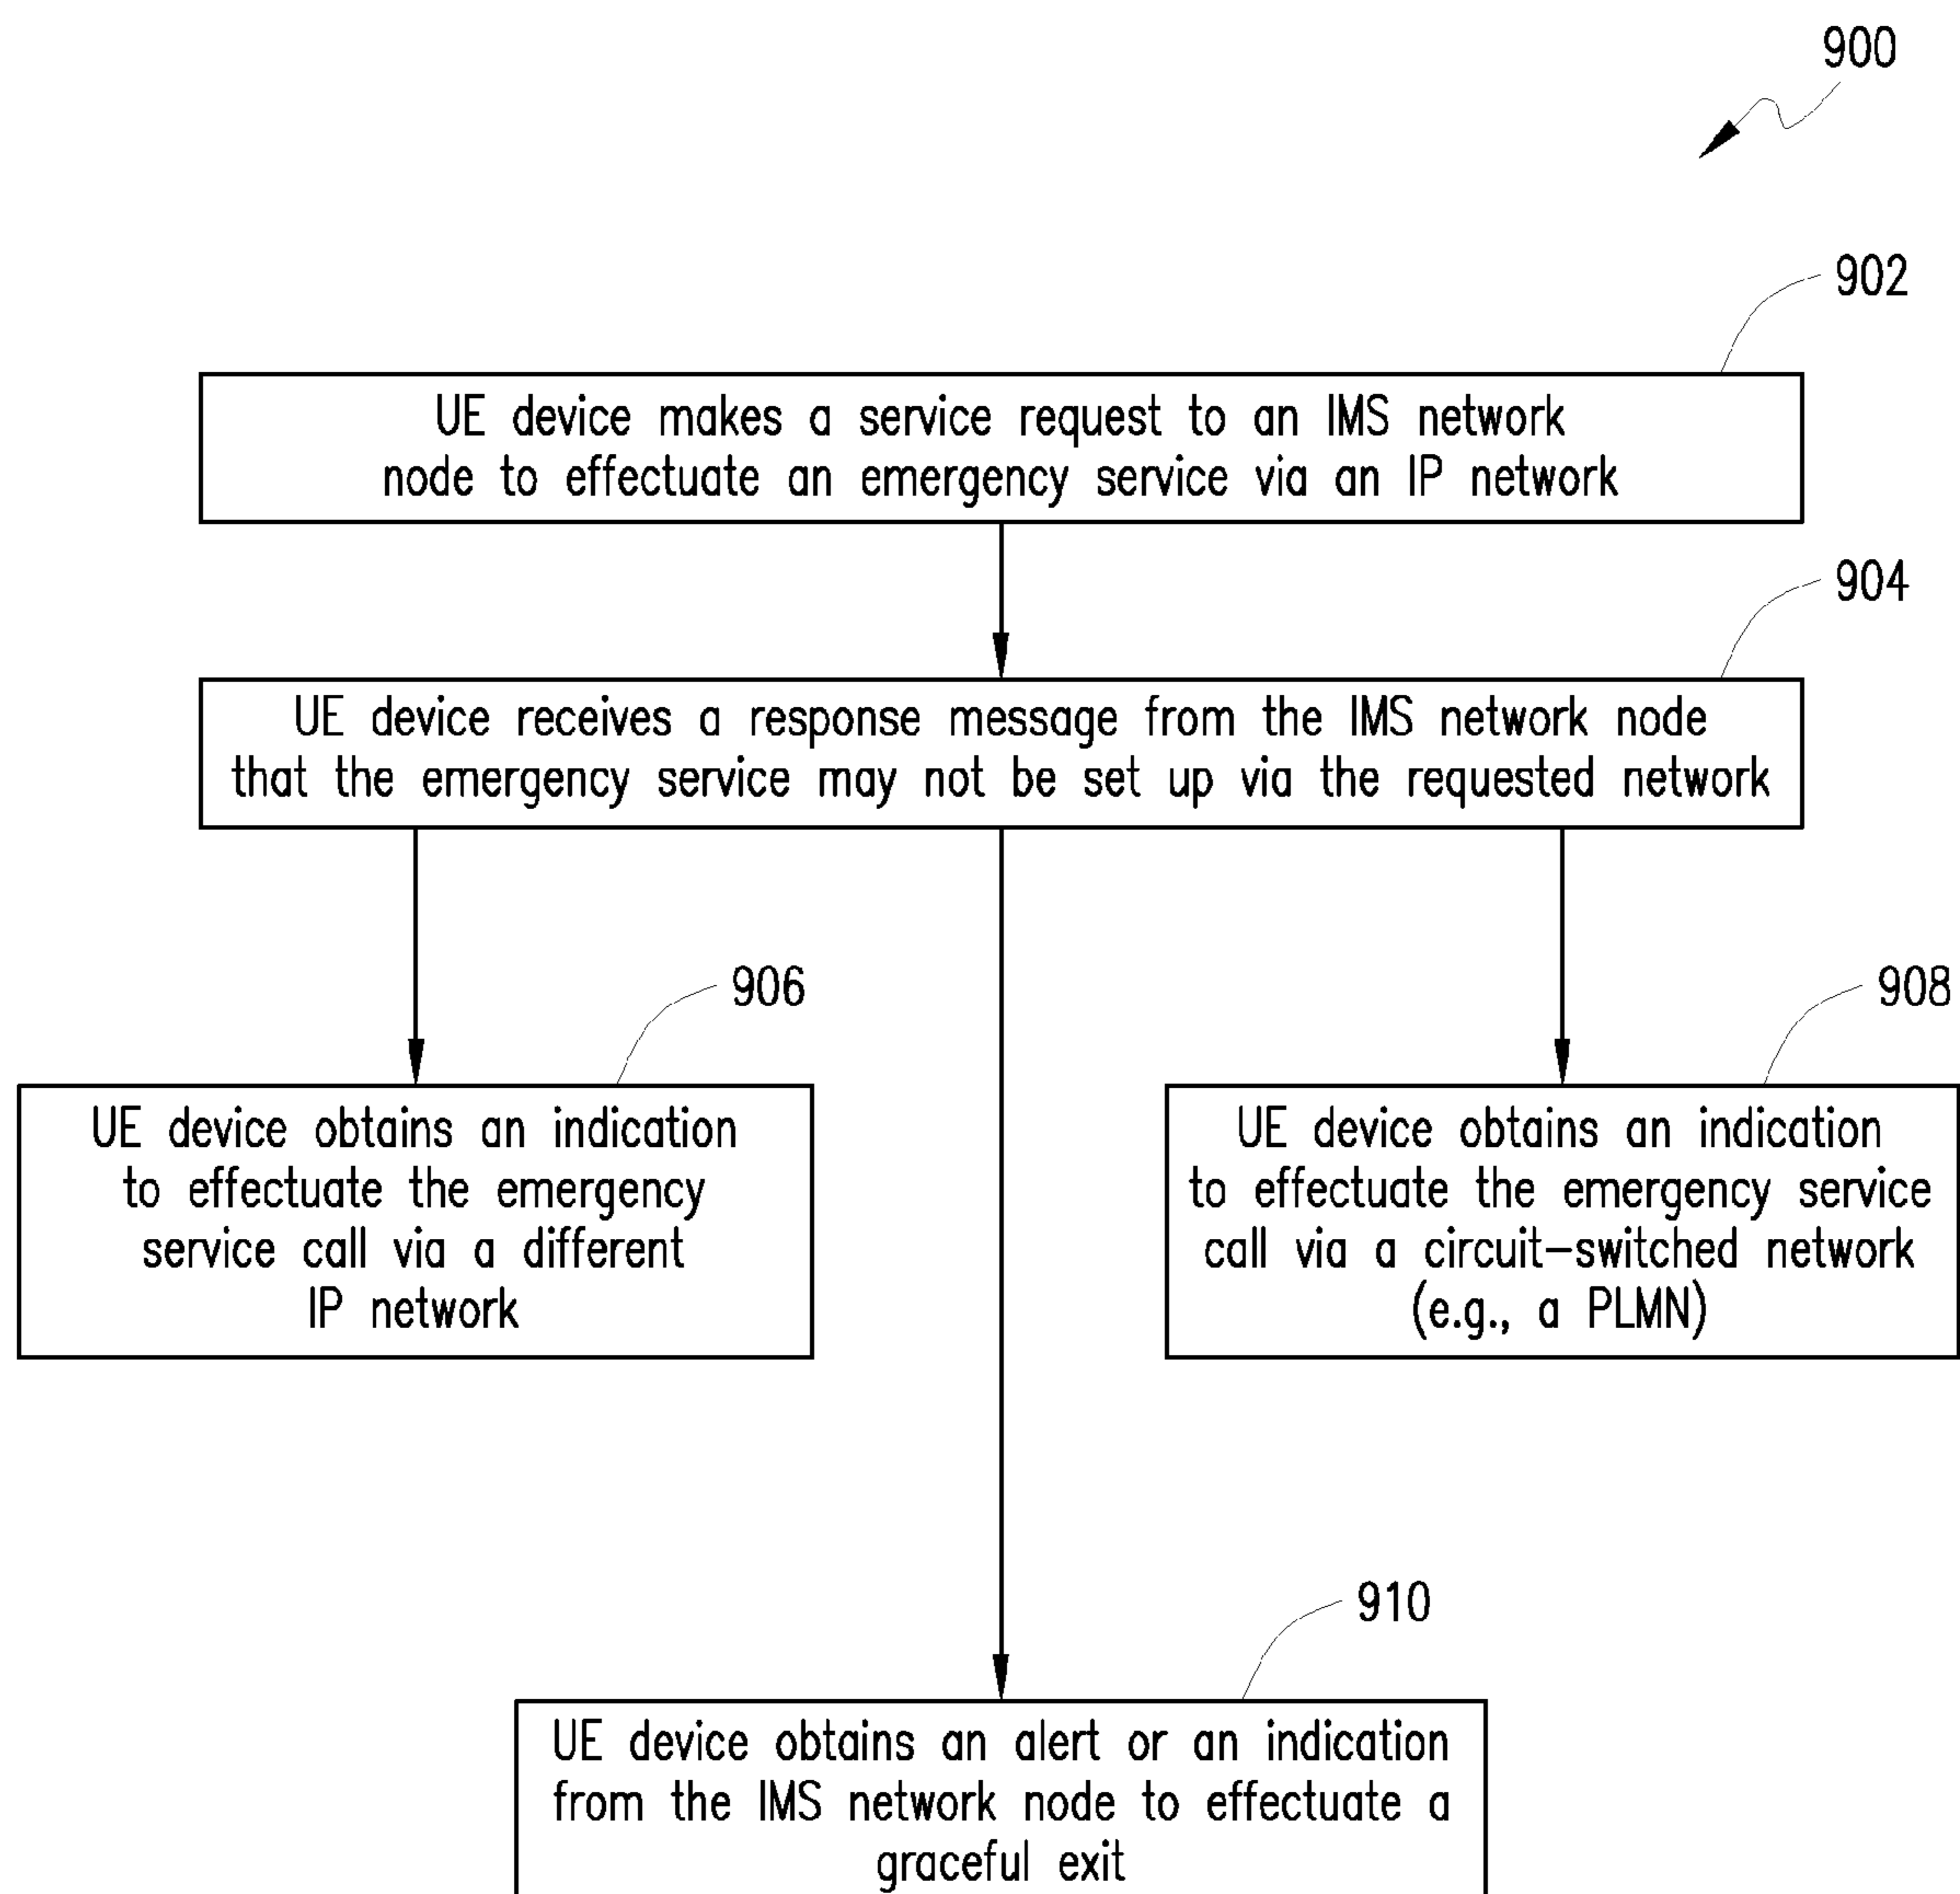 900
902
UE device makes a service request to an IMS network
node to effectuate an emergency service via an IP network
904
UE device receives a response message from the IMS network node
that the emergency service may not be set up via the requested network
906
UE device obtains an indication
to effectuate the emergency
service call via a different
IP network
908
UE device obtains an indication
to effectuate the emergency service
call via a circuit-switched network
(e.g., a PLMN)
910
UE device obtains an alert or an indication
from the IMS network node to effectuate a
graceful exit